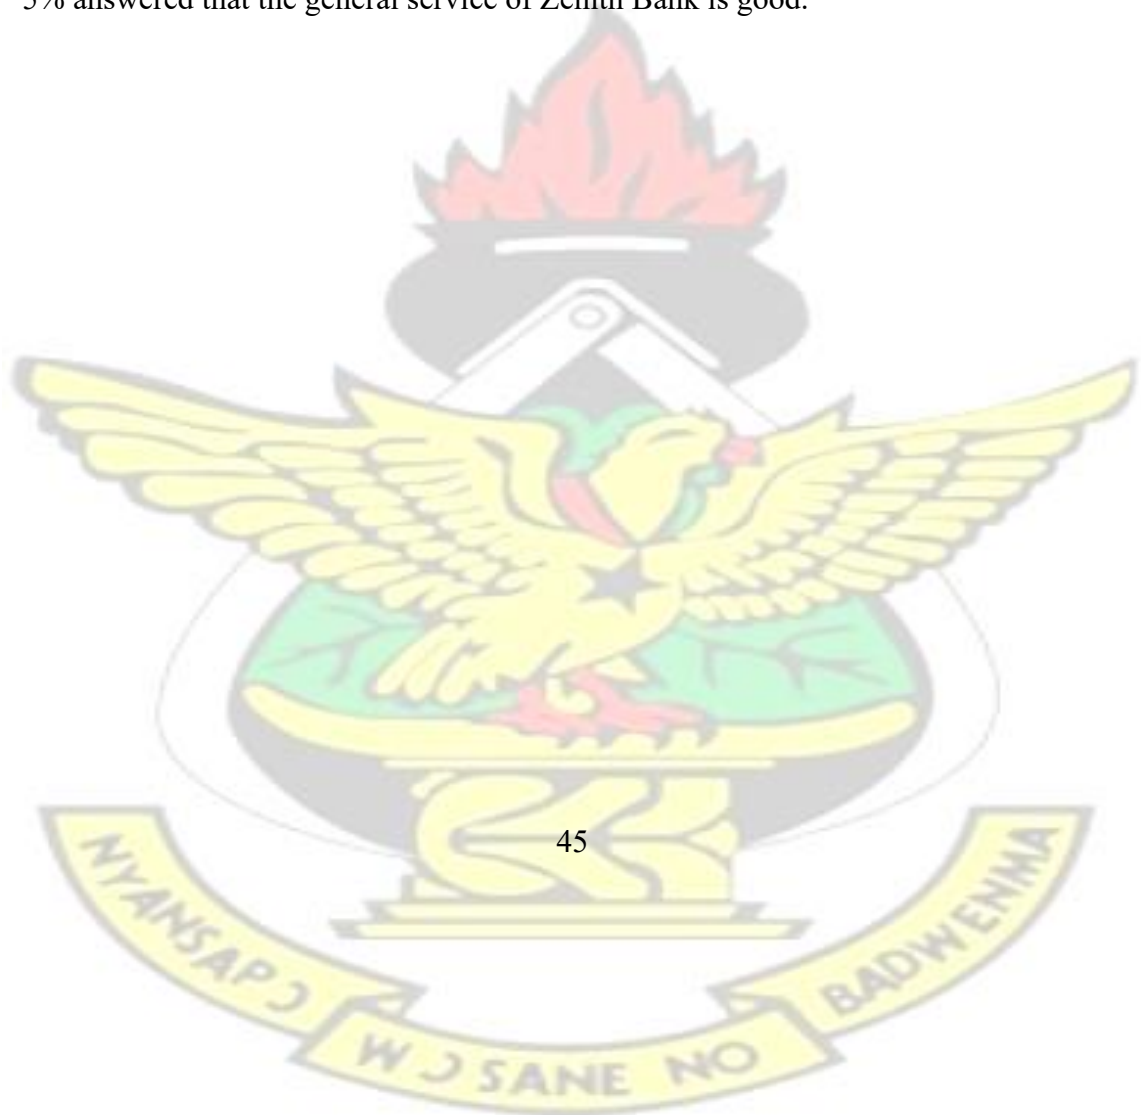 5% answered that the general service of Zenith Bank is good.
45
NYANSAPƆ
WƆSANE NO
BADWENMA